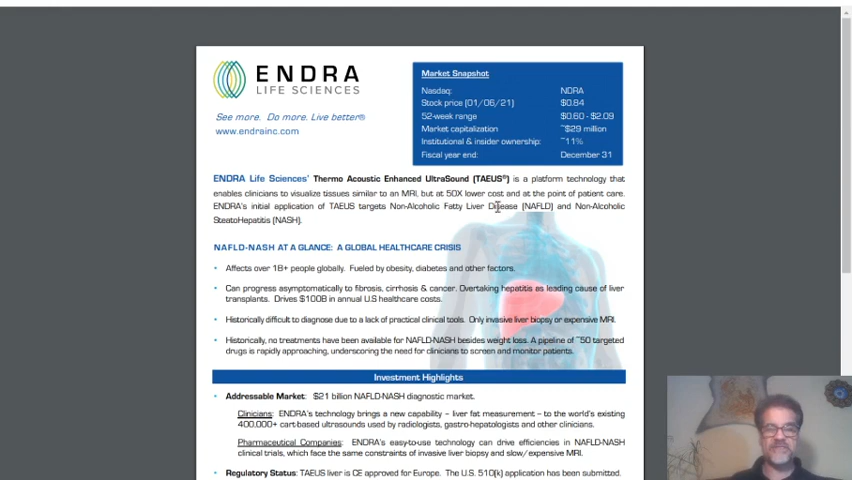 ENDRA
LIFE SCIENCES
See more. Do more. Live better®
www.endrainc.com
Market Snapshot
Nasdaq: NDRA
Stock price (01/06/21) $0.84
52-week range $0.60 - $2.09
Market capitalization ~$29 million
Institutional & insider ownership: ~11%
Fiscal year end: December 31
ENDRA Life Sciences' Thermo Acoustic Enhanced UltraSound (TAEUS®) is a platform technology that
enables clinicians to visualize tissues similar to an MRI, but at 50X lower cost and at the point of patient care.
ENDRA's initial application of TAEUS targets Non-Alcoholic Fatty Liver Disease (NAFLD) and Non-Alcoholic
SteatoHepatitis (NASH).
NAFLD-NASH AT A GLANCE: A GLOBAL HEALTHCARE CRISIS
• Affects over 1B+ people globally. Fueled by obesity, diabetes and other factors.
• Can progress asymptomatically to fibrosis, cirrhosis & cancer. Overtaking hepatitis as leading cause of liver
transplants. Drives $100B in annual U.S healthcare costs.
• Historically difficult to diagnose due to a lack of practical clinical tools. Only invasive liver biopsy or expensive MRI.
• Historically, no treatments have been available for NAFLD-NASH besides weight loss. A pipeline of ~50 targeted
drugs is rapidly approaching, underscoring the need for clinicians to screen and monitor patients.
Investment Highlights
• Addressable Market: $21 billion NAFLD-NASH diagnostic market.
Clinicians: ENDRA's technology brings a new capability – liver fat measurement – to the world's existing
400,000+ cart-based ultrasounds used by radiologists, gastro-hepatologists and other clinicians.
Pharmaceutical Companies: ENDRA's easy-to-use technology can drive efficiencies in NAFLD-NASH
clinical trials, which face the same constraints of invasive liver biopsy and slow/expensive MRI.
• Regulatory Status: TAEUS liver is CE approved for Europe. The U.S. 510(k) application has been submitted.